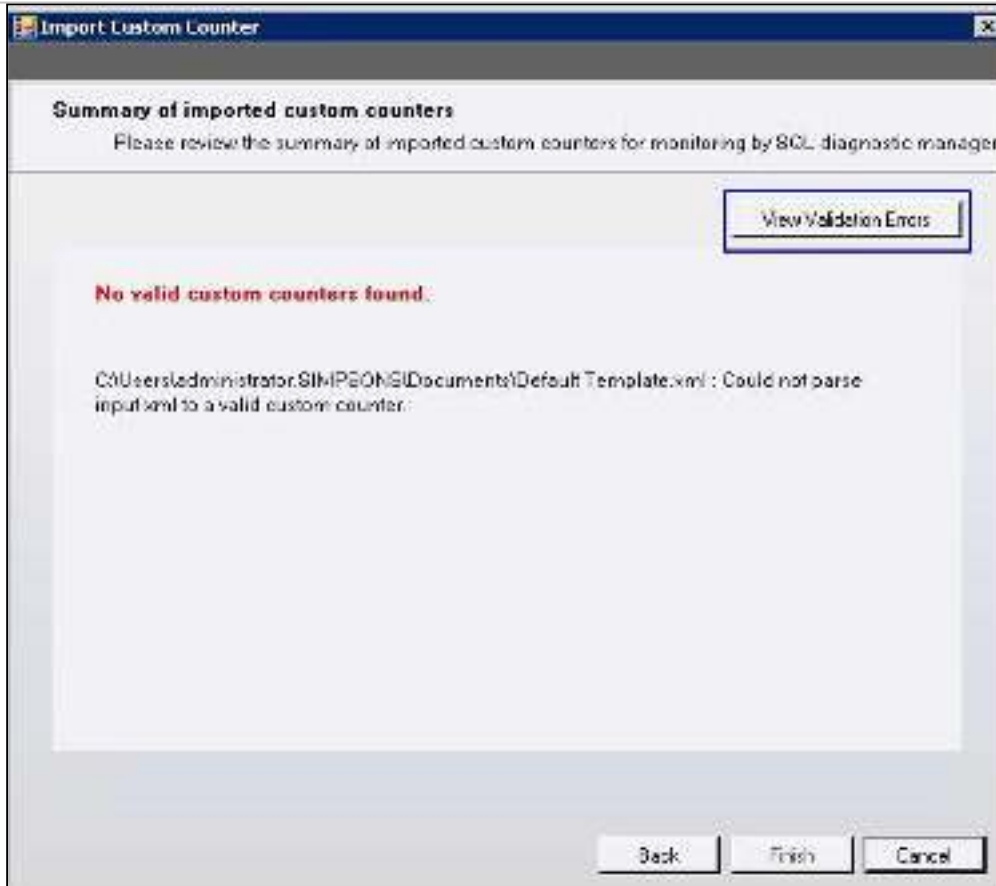 Import Custom Counter
Summary of imported custom counters
Please review the summary of imported custom counters for monitoring by SQL diagnostic manager
View Validation Errors
No valid custom counters found.
C:\Users\administrator.SIMPSONS\Documents\Default Template.xml : Could not parse
input xml to a valid custom counter.
Back
Finish
Cancel